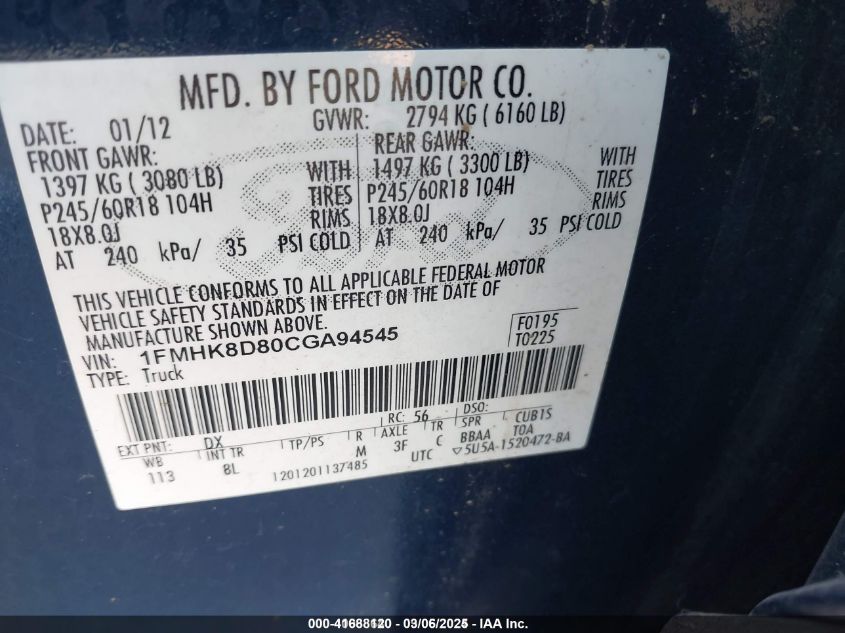 MFD. BY FORD MOTOR CO.
DATE: 01/12 GVWR: 2794 KG ( 6160 LB)
FRONT GAWR: REAR GAWR:
1397 KG ( 3080 LB) WITH 1497 KG ( 3300 LB) WITH
P245/60R18 104H TIRES P245/60R18 104H TIRES
18X8.0J RIMS 18X8.0J RIMS
AT 240 kPa/ 35 PSI COLD AT 240 kPa/ 35 PSI COLD
THIS VEHICLE CONFORMS TO ALL APPLICABLE FEDERAL MOTOR
VEHICLE SAFETY STANDARDS IN EFFECT ON THE DATE OF
MANUFACTURE SHOWN ABOVE.
VIN: 1FMHK8D80CGA94545 F0195
TYPE: Truck T0225
EXT PNT: DX RC: 56 DSO:
WB INT TR TP/PS R AXLE TR SPR CUB1S
113 8L M 3F C BBAA TOA
1201201137485 UTC ▽5U5A-1520472-BA
000-41688120 - 09/06/2025 - IAA Inc.